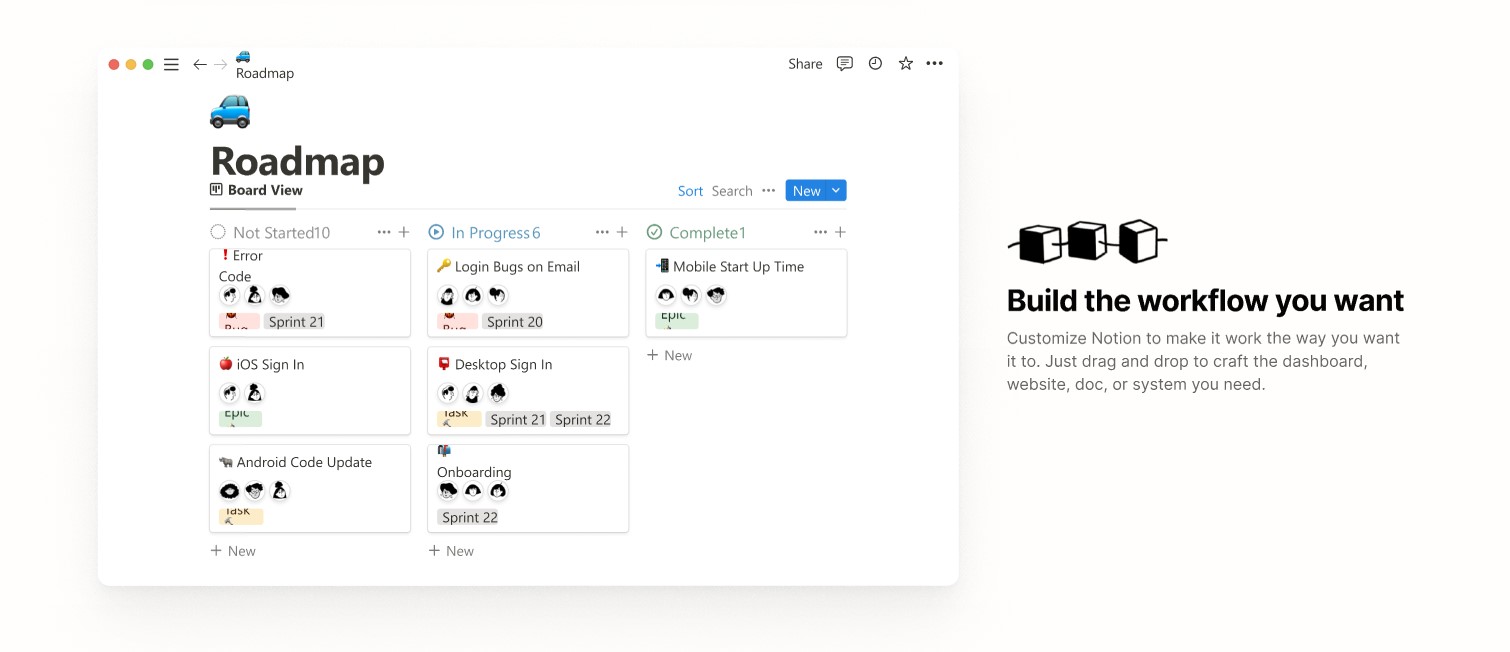 Roadmap
Share
Roadmap
Board View
Sort Search New
Not Started10
In Progress6
Complete1
Error
Code
Sprint 21
iOS Sign In
Epic
Android Code Update
Task
+ New
Login Bugs on Email
Bug
Sprint 20
Desktop Sign In
Task
Sprint 21 Sprint 22
Onboarding
Sprint 22
+ New
Mobile Start Up Time
Epic
+ New
Build the workflow you want
Customize Notion to make it work the way you want
it to. Just drag and drop to craft the dashboard,
website, doc, or system you need.